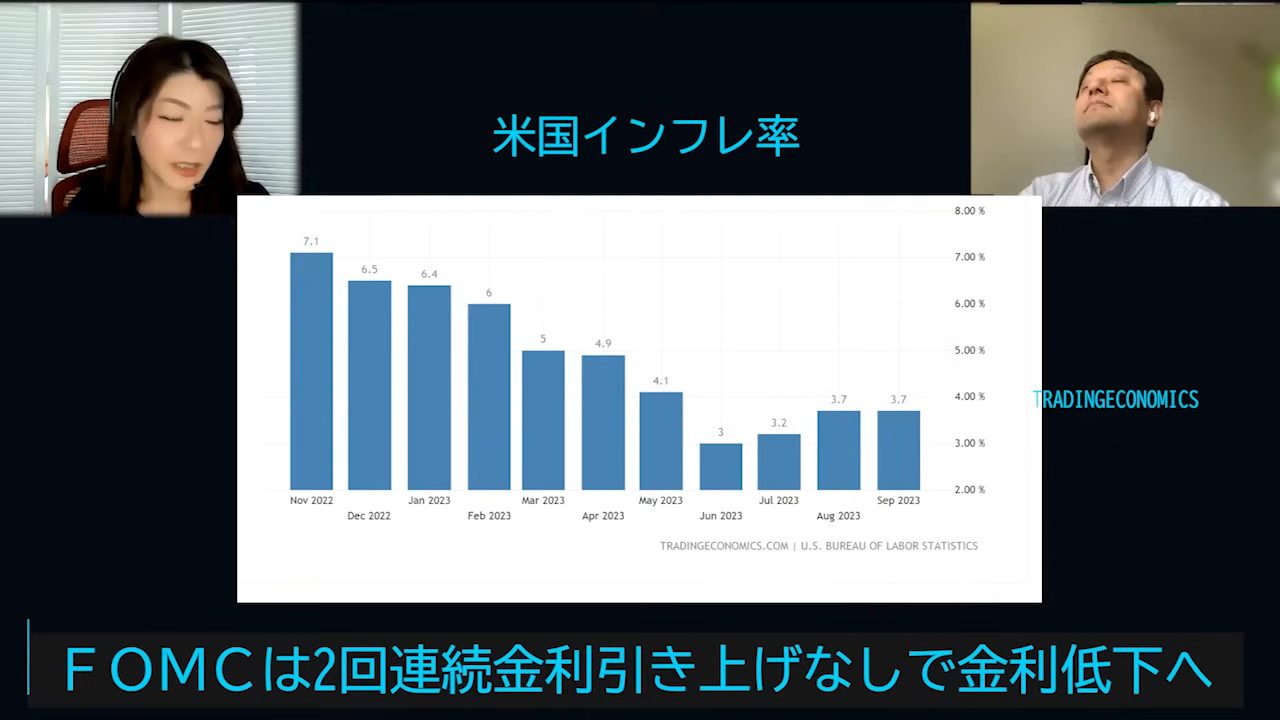 米国インフレ率
8.00 %
7.00 %
6.00 %
5.00 %
4.00 %
3.00 %
2.00 %
7.1
6.5
6.4
6
5
4.9
4.1
3
3.2
3.7
3.7
Nov 2022
Dec 2022
Jan 2023
Feb 2023
Mar 2023
Apr 2023
May 2023
Jun 2023
Jul 2023
Aug 2023
Sep 2023
TRADINGECONOMICS.COM | U.S. BUREAU OF LABOR STATISTICS
TRADINGECONOMICS
ＦＯＭＣは2回連続金利引き上げなしで金利低下へ